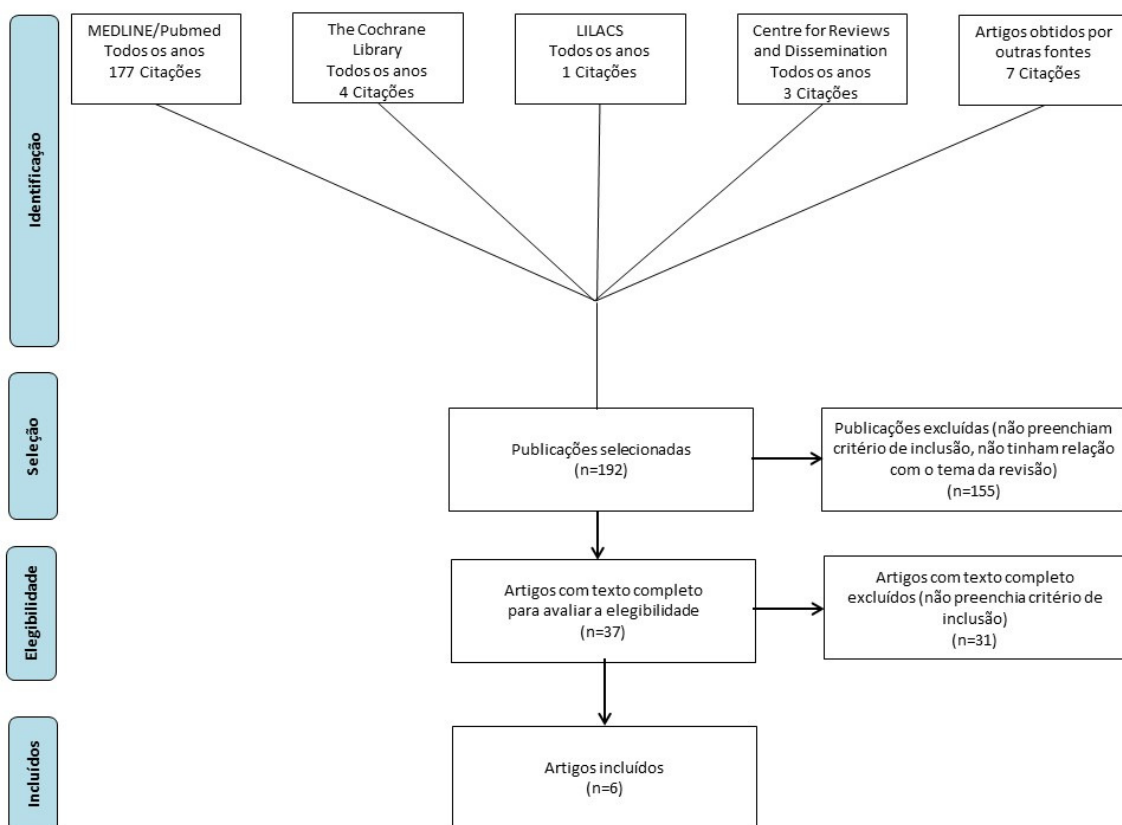 MEDLINE/Pubmed
Todos os anos
177 Citações
The Cochrane
Library
Todos os anos
4 Citações
LILACS
Todos os anos
1 Citações
Centre for Reviews
and Dissemination
Todos os anos
3 Citações
Artigos obtidos por
outras fontes
7 Citações
Identificação
Seleção
Publicações selecionadas
(n=192)
Publicações excluídas (não preenchiam
critério de inclusão, não tinham relação
com o tema da revisão)
(n=155)
Elegibilidade
Artigos com texto completo
para avaliar a elegibilidade
(n=37)
Artigos com texto completo
excluídos (não preenchia critério de
inclusão)
(n=31)
Incluídos
Artigos incluídos
(n=6)